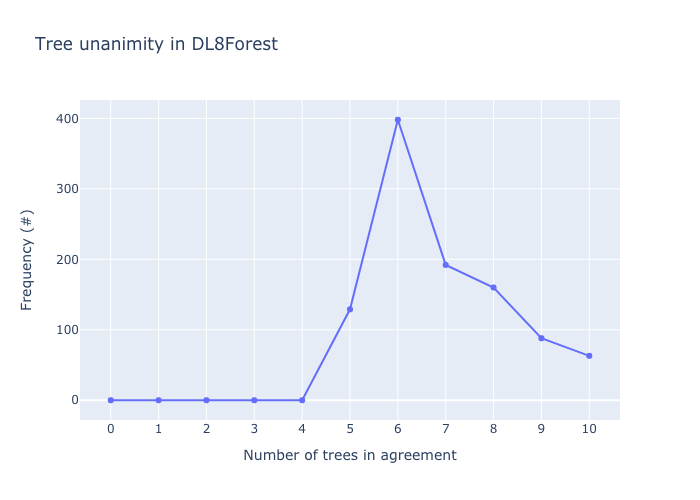 Tree unanimity in DL8Forest
Frequency (#)
400
300
200
100
0
0 1 2 3 4 5 6 7 8 9 10
Number of trees in agreement